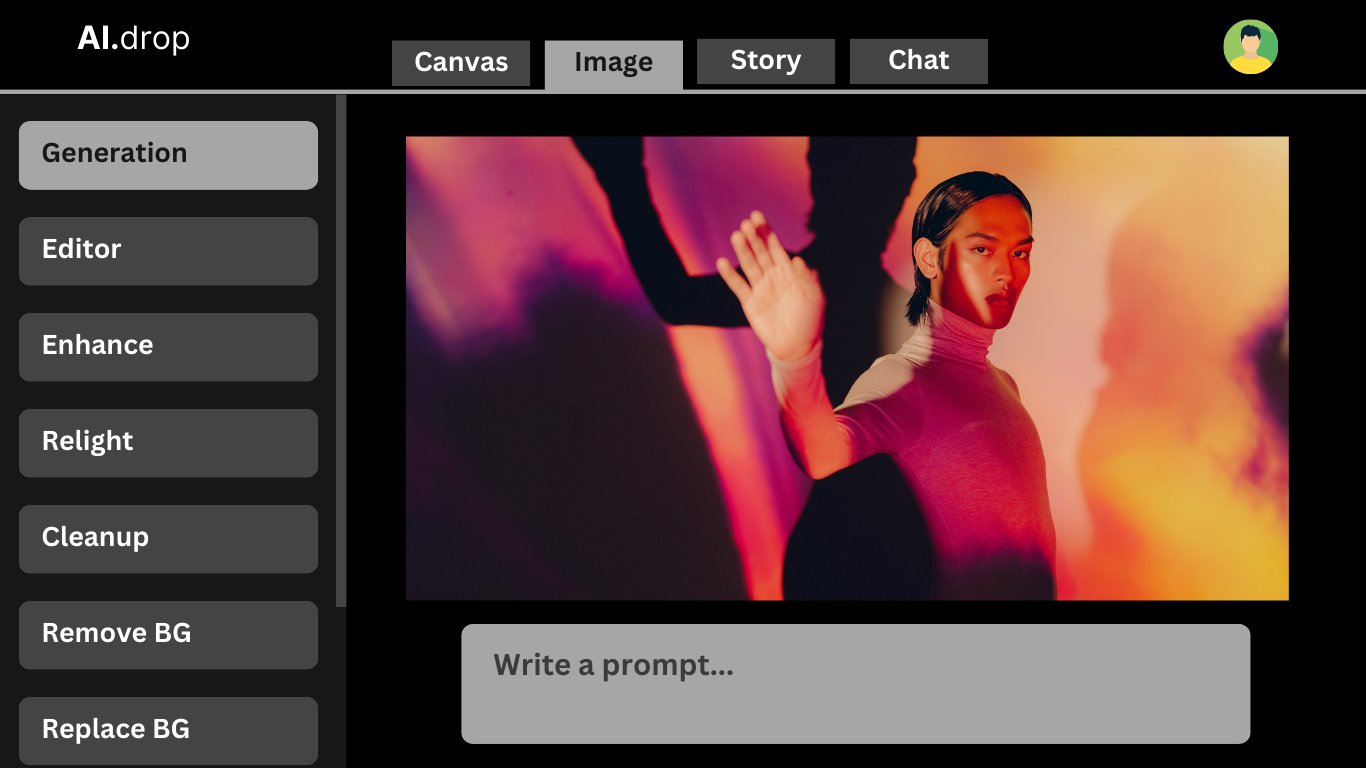 AI.drop
Canvas
Image
Story
Chat
Generation
Editor
Enhance
Relight
Cleanup
Remove BG
Replace BG
Write a prompt...